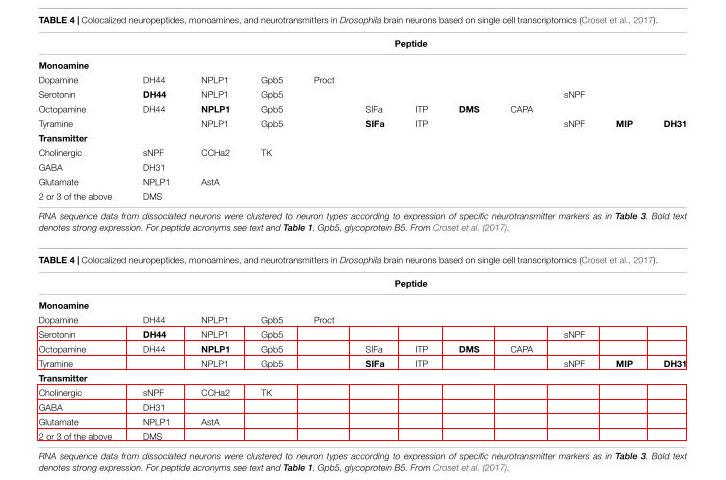 TABLE 4 | Colocalized neuropeptides, monoamines, and neurotransmitters in Drosophila brain neurons based on single cell transcriptomics (Croset et al., 2017).
Peptide
Monoamine
Dopamine DH44 NPLP1 Gpb5 Proct
Serotonin DH44 NPLP1 Gpb5 sNPF
Octopamine DH44 NPLP1 Gpb5 SIFa ITP DMS CAPA
Tyramine NPLP1 Gpb5 SIFa ITP sNPF MIP DH31
Transmitter
Cholinergic sNPF CCHa2 TK
GABA DH31
Glutamate NPLP1 AstA
2 or 3 of the above DMS
RNA sequence data from dissociated neurons were clustered to neuron types according to expression of specific neurotransmitter markers as in Table 3. Bold text
denotes strong expression. For peptide acronyms see text and Table 1. Gpb5, glycoprotein B5. From Croset et al. (2017).
TABLE 4 | Colocalized neuropeptides, monoamines, and neurotransmitters in Drosophila brain neurons based on single cell transcriptomics (Croset et al., 2017).
Peptide
Monoamine
Dopamine DH44 NPLP1 Gpb5 Proct
Serotonin DH44 NPLP1 Gpb5 sNPF
Octopamine DH44 NPLP1 Gpb5 SIFa ITP DMS CAPA
Tyramine NPLP1 Gpb5 SIFa ITP sNPF MIP DH31
Transmitter
Cholinergic sNPF CCHa2 TK
GABA DH31
Glutamate NPLP1 AstA
2 or 3 of the above DMS
RNA sequence data from dissociated neurons were clustered to neuron types according to expression of specific neurotransmitter markers as in Table 3. Bold text
denotes strong expression. For peptide acronyms see text and Table 1. Gpb5, glycoprotein B5. From Croset et al. (2017).